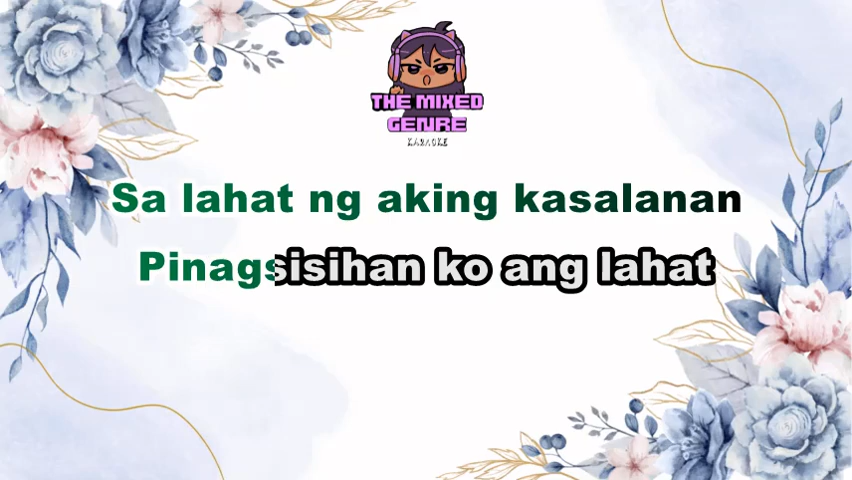 THE MIXED
GENRE
KARAOKE
Sa lahat ng aking kasalanan
Pinagsisihan ko ang lahat